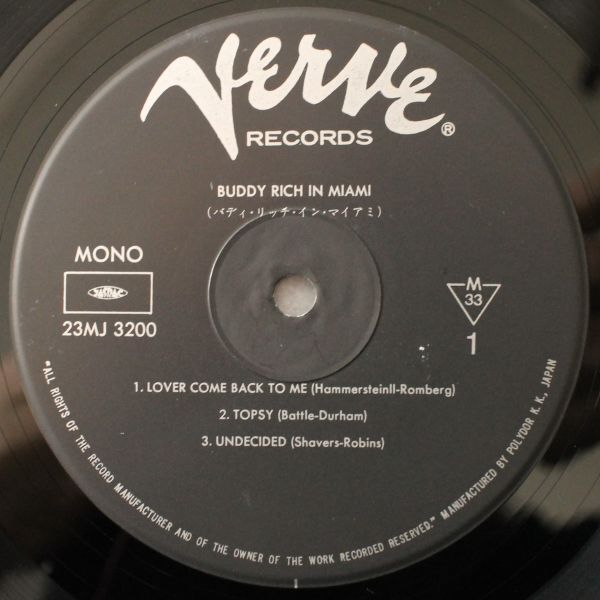 Verve®
RECORDS
BUDDY RICH IN MIAMI
(バディ・リッチ・イン・マイアミ)
MONO
23MJ 3200
M
33
1
1. LOVER COME BACK TO ME (HammersteinII-Romberg)
2. TOPSY (Battle-Durham)
3. UNDECIDED (Shavers-Robins)
"ALL RIGHTS OF THE RECORD MANUFACTURER AND OF THE OWNER OF THE WORK RECORDED RESERVED." MANUFACTURED BY POLYDOR K. K., JAPAN